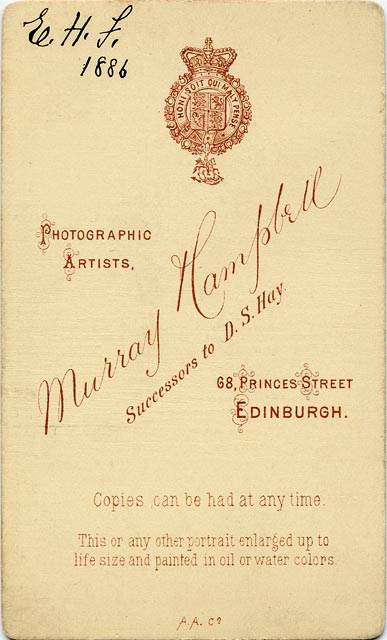 E. H. F.
1886
HONI SOIT QUI MAL Y PENSE
PHOTOGRAPHIC
ARTISTS,
Murray Hampbell
Successors to D. S. Hay.
68, PRINCES STREET
EDINBURGH.
Copies can be had at any time.
This or any other portrait enlarged up to
life size and painted in oil or water colors.
A.A. Co